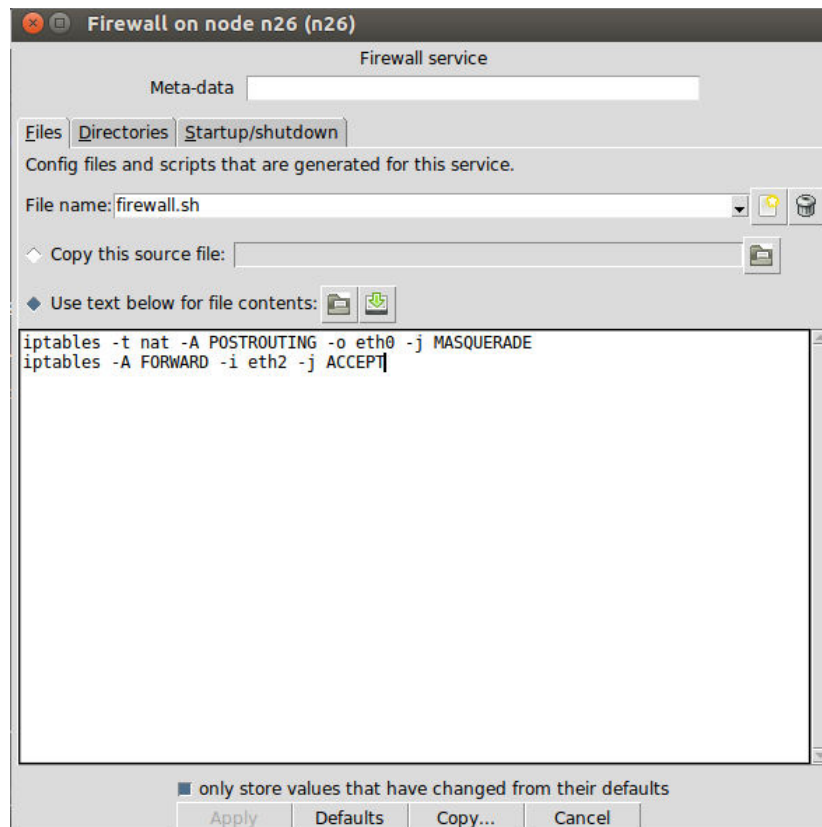 Firewall on node n26 (n26)
Firewall service
Meta-data
Files Directories Startup/shutdown
Config files and scripts that are generated for this service.
File name: firewall.sh
Copy this source file:
Use text below for file contents:
iptables -t nat -A POSTROUTING -o eth0 -j MASQUERADE
iptables -A FORWARD -i eth2 -j ACCEPT
only store values that have changed from their defaults
Apply Defaults Copy... Cancel